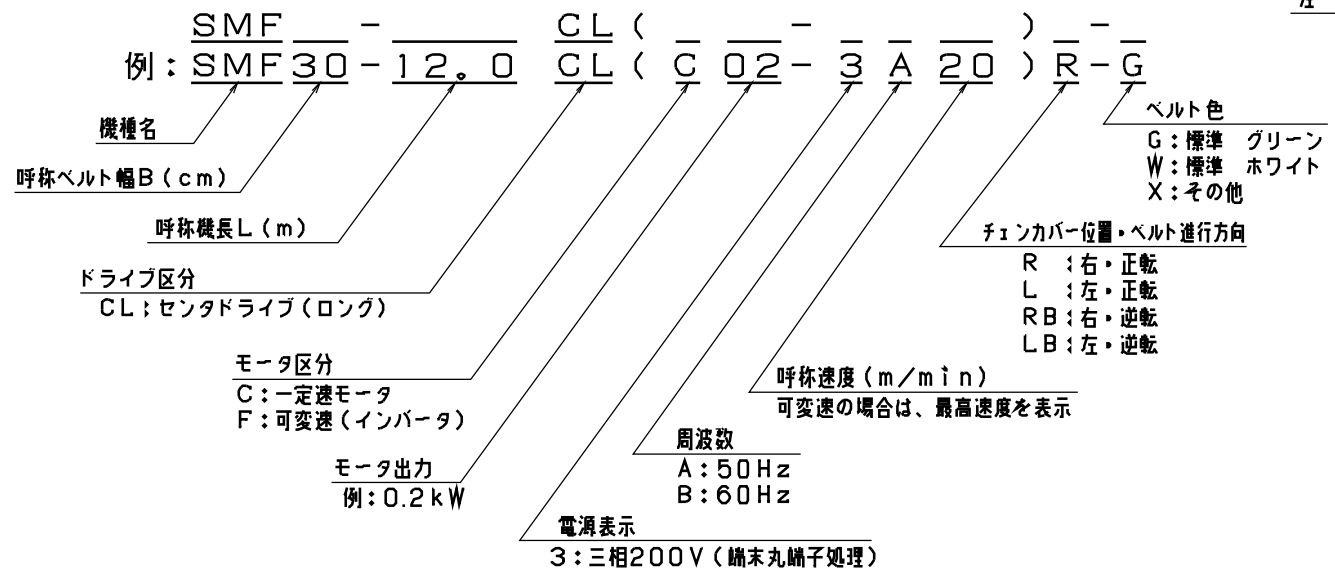 SMF - CL( - ) -
例:SMF30-12.0 CL(C02-3A20)R-G
機種名
呼称ベルト幅B(cm)
呼称機長L(m)
ドライブ区分
CL:センタドライブ(ロング)
モータ区分
C:一定速モータ
F:可変速(インバータ)
モータ出力
例:0.2kW
電源表示
3:三相200V(端末丸端子処理)
周波数
A:50Hz
B:60Hz
呼称速度(m/min)
可変速の場合は、最高速度を表示
チェンカバー位置・ベルト進行方向
R :右・正転
L :左・正転
RB:右・逆転
LB:左・逆転
ベルト色
G:標準 グリーン
W:標準 ホワイト
X:その他